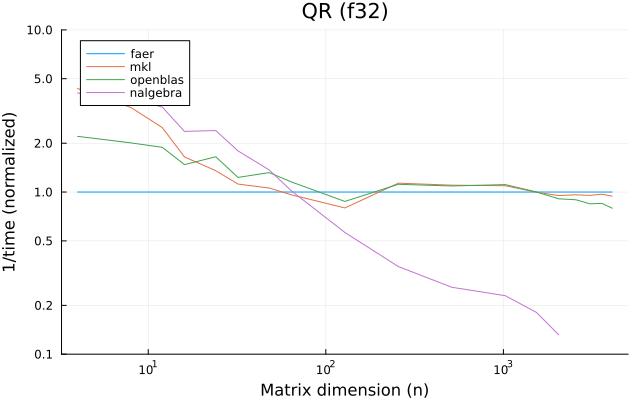 QR (f32)
10.0
faer
mkl
5.0
openblas
nalgebra
2.0
1.0
0.5
0.2
0.1
10¹
10²
10³
1/time (normalized)
Matrix dimension (n)